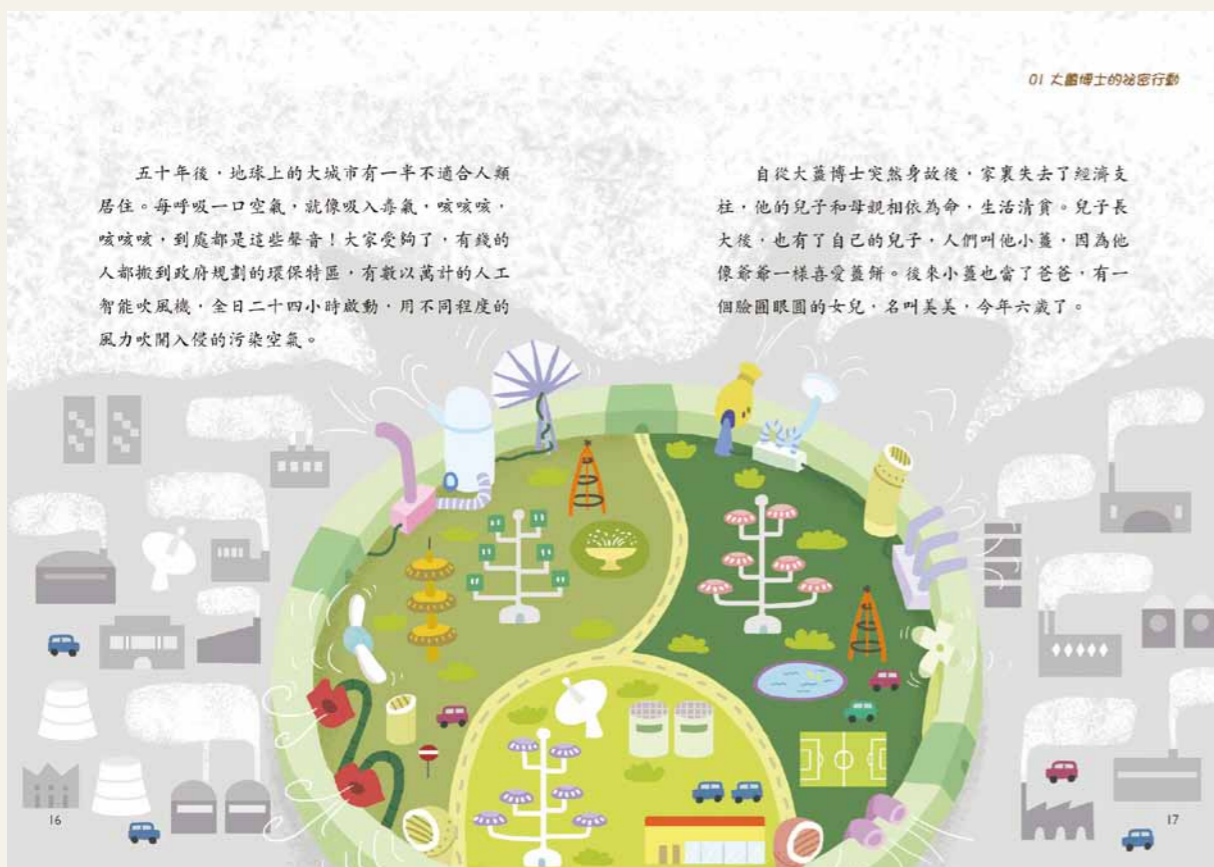 01 大蓋博士的祕密行動
五十年後，地球上的大城市有一半不適合人類
居住。每呼吸一口空氣，就像吸入毒氣，咳咳咳，
咳咳咳，到處都是這些聲音！大家受夠了，有錢的
人都搬到政府規劃的環保特區，有數以萬計的人工
智能吹風機，全日二十四小時啟動，用不同程度的
風力吹開入侵的污染空氣。
自從大蓋博士突然身故後，家裏失去了經濟支
柱，他的兒子和母親相依為命，生活清貧。兒子長
大後，也有了自己的兒子，人們叫他小蓋，因為他
像爺爺一樣喜愛蓋餅。後來小蓋也當了爸爸，有一
個臉圓眼圓的女兒，名叫美美，今年六歲了。
16
17